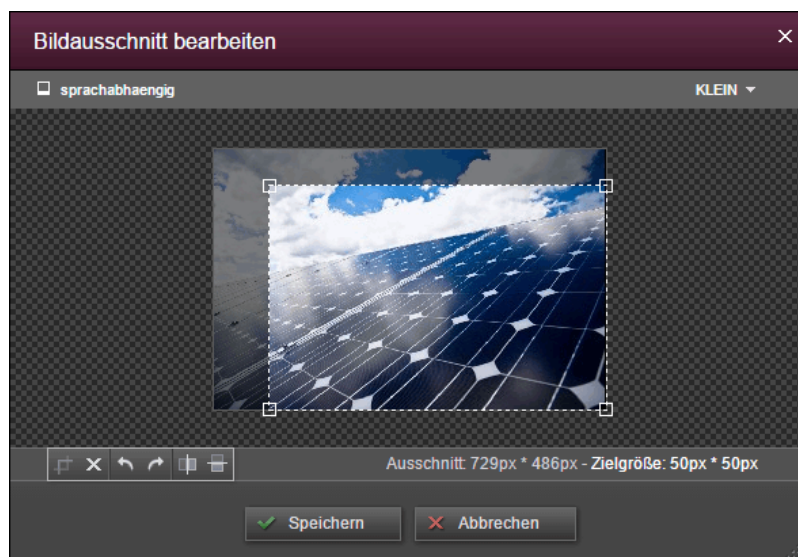 Bildausschnitt bearbeiten
sprachabhaengig KLEIN
Ausschnitt: 729px * 486px - Zielgröße: 50px * 50px
Speichern Abbrechen